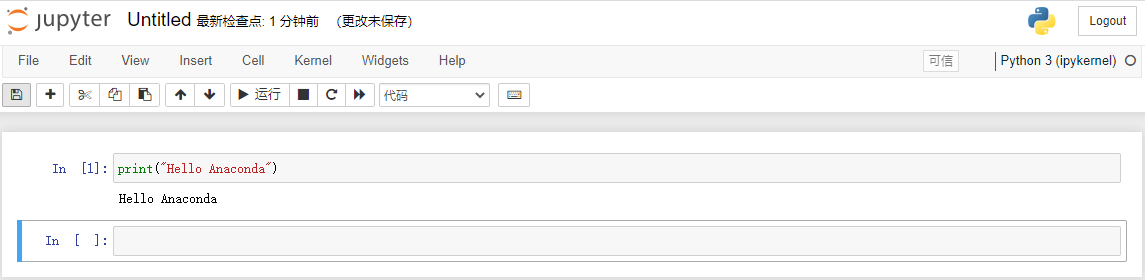 jupyter Untitled 最新检查点: 1 分钟前 (更改未保存) Logout
File Edit View Insert Cell Kernel Widgets Help 可信 Python 3 (ipykernel)
运行 代码
In [1]: print("Hello Anaconda")
Hello Anaconda
In [ ]: